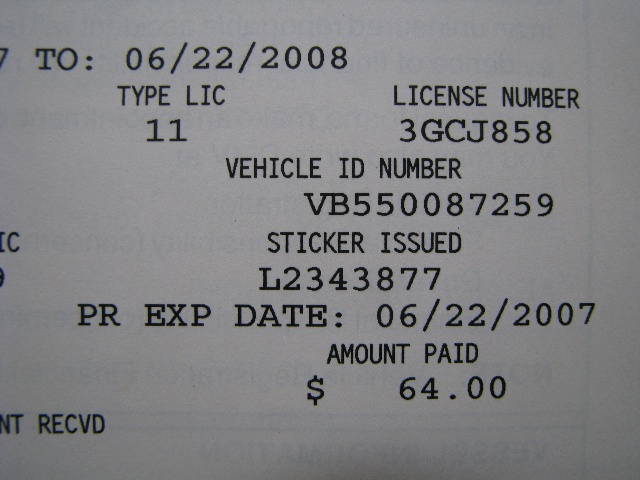 7 TO: 06/22/2008
TYPE LIC LICENSE NUMBER
11 3GCJ858
VEHICLE ID NUMBER
VB550087259
IC STICKER ISSUED
9 L2343877
PR EXP DATE: 06/22/2007
AMOUNT PAID
$ 64.00
NT RECVD